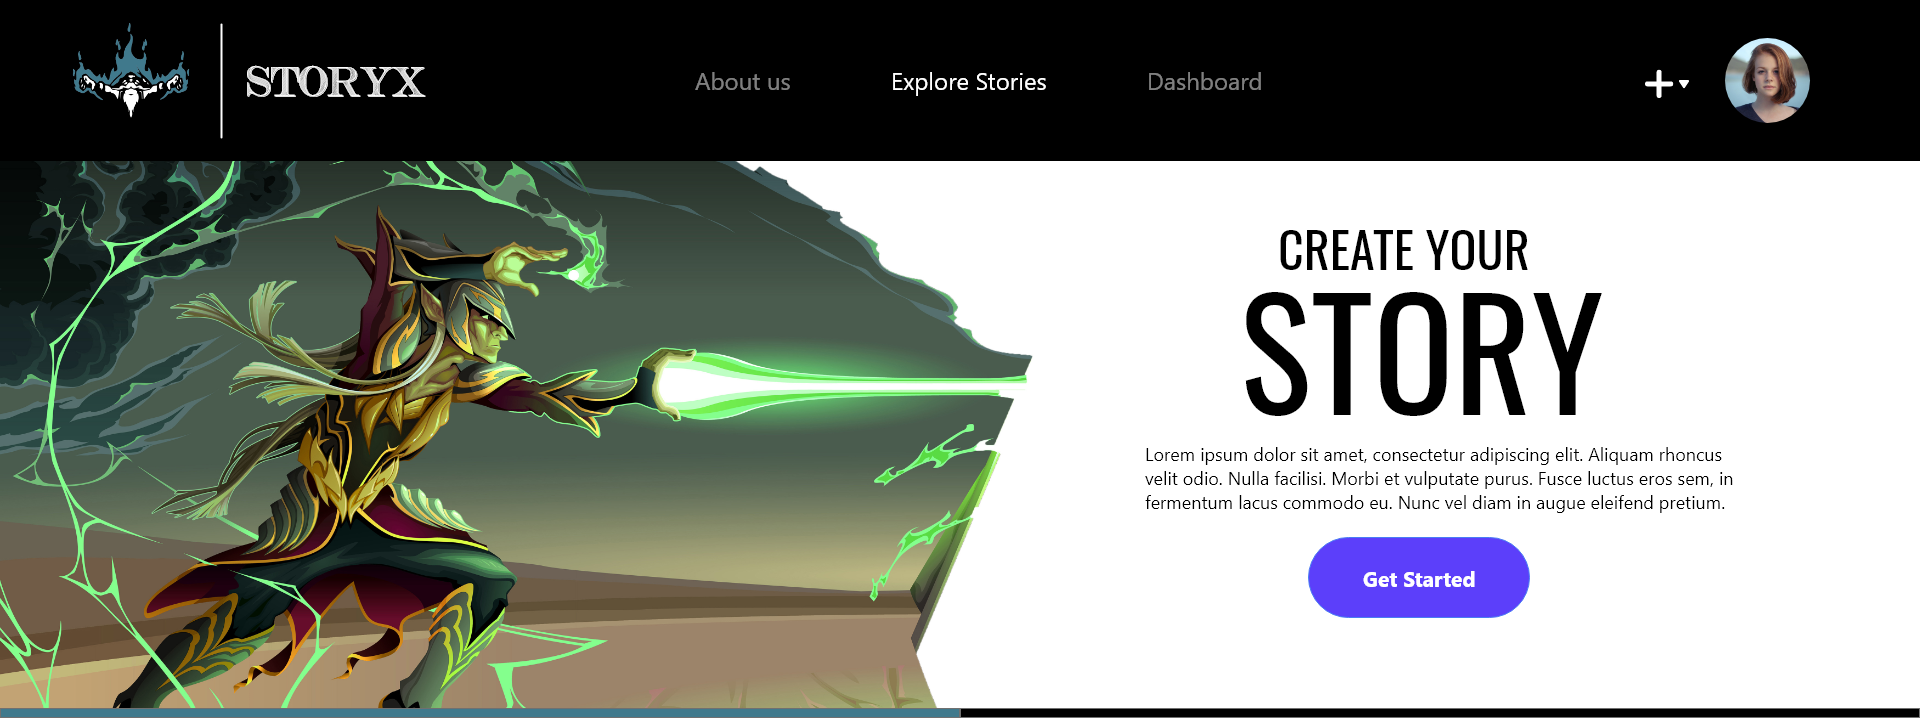 STORYX
About us
Explore Stories
Dashboard
CREATE YOUR
STORY
Lorem ipsum dolor sit amet, consectetur adipiscing elit. Aliquam rhoncus
velit odio. Nulla facilisi. Morbi et vulputate purus. Fusce luctus eros sem, in
fermentum lacus commodo eu. Nunc vel diam in augue eleifend pretium.
Get Started